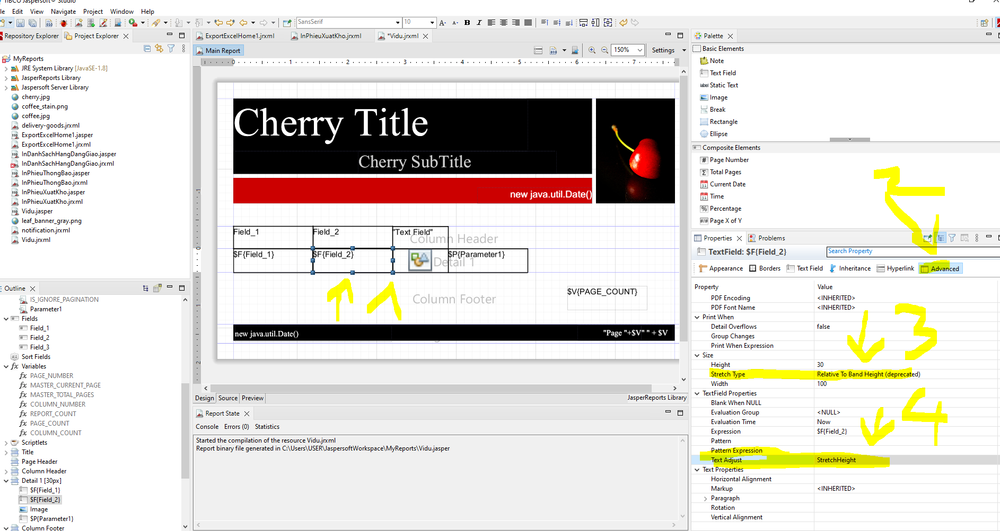 TIBCO Jaspersoft® Studio
le Edit View Navigate Project Window Help
SansSerif 10
Repository Explorer Project Explorer
MyReports
JRE System Library [JavaSE-1.8]
JasperReports Library
Jaspersoft Server Library
cherry.jpg
coffee_stain.png
coffee.jpg
delivery-goods.jrxml
ExportExcelHome1.jasper
ExportExcelHome1.jrxml
InDanhSachHangDangGiao.jasper
InDanhSachHangDangGiao.jrxml
InPhieuThongBao.jasper
InPhieuThongBao.jrxml
InPhieuXuatKho.jasper
InPhieuXuatKho.jrxml
Vidu.jasper
leaf_banner_gray.png
notification.jrxml
Vidu.jrxml
Outline
IS_IGNORE_PAGINATION
Parameter1
Fields
Field_1
Field_2
Field_3
Sort Fields
Variables
PAGE_NUMBER
MASTER_CURRENT_PAGE
MASTER_TOTAL_PAGES
COLUMN_NUMBER
REPORT_COUNT
PAGE_COUNT
COLUMN_COUNT
Scriptlets
Title
Page Header
Column Header
Detail 1 [30px]
$F{Field_1}
$F{Field_2}
Image
$P{Parameter1}
Column Footer
ExportExcelHome1.jrxml InPhieuXuatKho.jrxml *Vidu.jrxml
Main Report 150% Settings
0 1 2 3 4 5 6 7
Cherry Title
Cherry SubTitle
new java.util.Date()
Field_1 Field_2 "Text Field" Column Header
$F{Field_1} $F{Field_2} Detail 1 $P{Parameter1}
1
Column Footer $V{PAGE_COUNT}
new java.util.Date() "Page "+$V" " + $V
Design Source Preview JasperReports Library
Report State
Console Errors (0) Statistics
Started the compilation of the resource Vidu.jrxml
Report binary file generated in C:\Users\USER\JaspersoftWorkspace\MyReports\Vidu.jasper
Palette
Basic Elements
Note
Text Field
label Static Text
Image
Break
Rectangle
Ellipse
Composite Elements
# Page Number
Σ Total Pages
Current Date
Time
% Percentage
#/# Page X of Y
2
Properties Problems
TextField: $F{Field_2} Search Property
Appearance Borders Text Field Inheritance Hyperlink Advanced
Property Value
PDF Encoding <INHERITED>
PDF Font Name <INHERITED>
Print When
Detail Overflows false
Group Changes
Print When Expression
3
Size
Height 30
Stretch Type Relative To Band Height (deprecated)
Width 100
TextField Properties
Blank When NULL
Evaluation Group <NULL>
Evaluation Time Now
4
Expression $F{Field_2}
Pattern
Pattern Expression
Text Adjust StretchHeight
Text Properties
Horizontal Alignment
Markup <INHERITED>
Paragraph
Rotation
Vertical Alignment